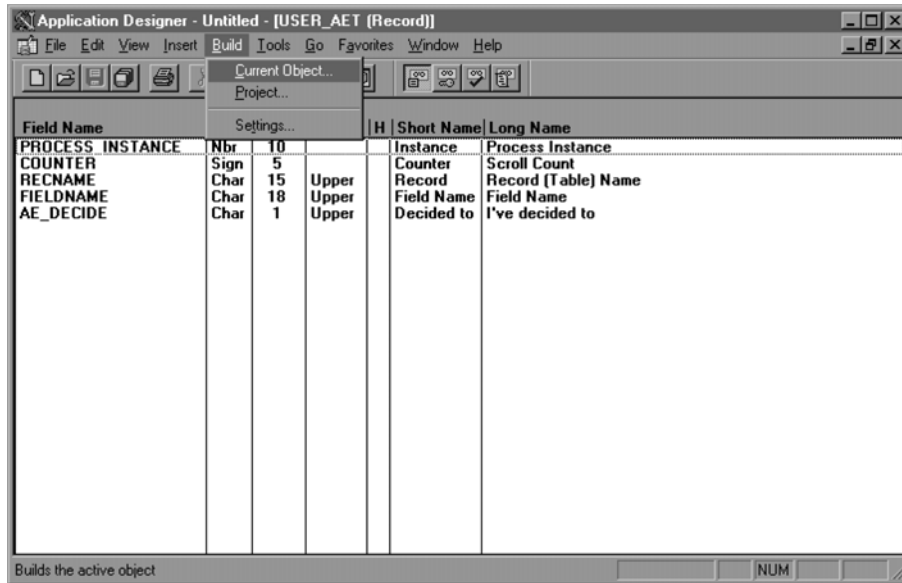 Application Designer - Untitled - [USER_AET (Record)]
File Edit View Insert Build Tools Go Favorites Window Help
Current Object...
Project...
Settings...
Field Name H Short Name Long Name
PROCESS_INSTANCE Nbr 10 Instance Process Instance
COUNTER Sign 5 Counter Scroll Count
RECNAME Char 15 Upper Record Record (Table) Name
FIELDNAME Char 18 Upper Field Name Field Name
AE_DECIDE Char 1 Upper Decided to I've decided to
Builds the active object NUM